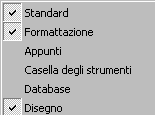 Standard
Formattazione
Appunti
Casella degli strumenti
Database
Disegno